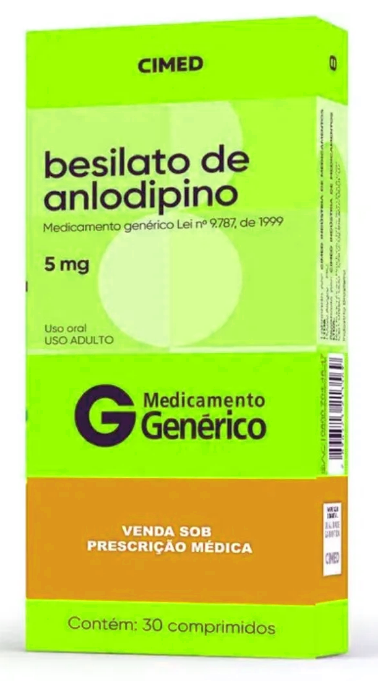 CIMED
besilato de
anlodipino
Medicamento genérico Lei nº 9.787, de 1999
5 mg
Uso oral
USO ADULTO
G Medicamento
Genérico
VENDA SOB
PRESCRIÇÃO MÉDICA
Contém: 30 comprimidos
CIMED